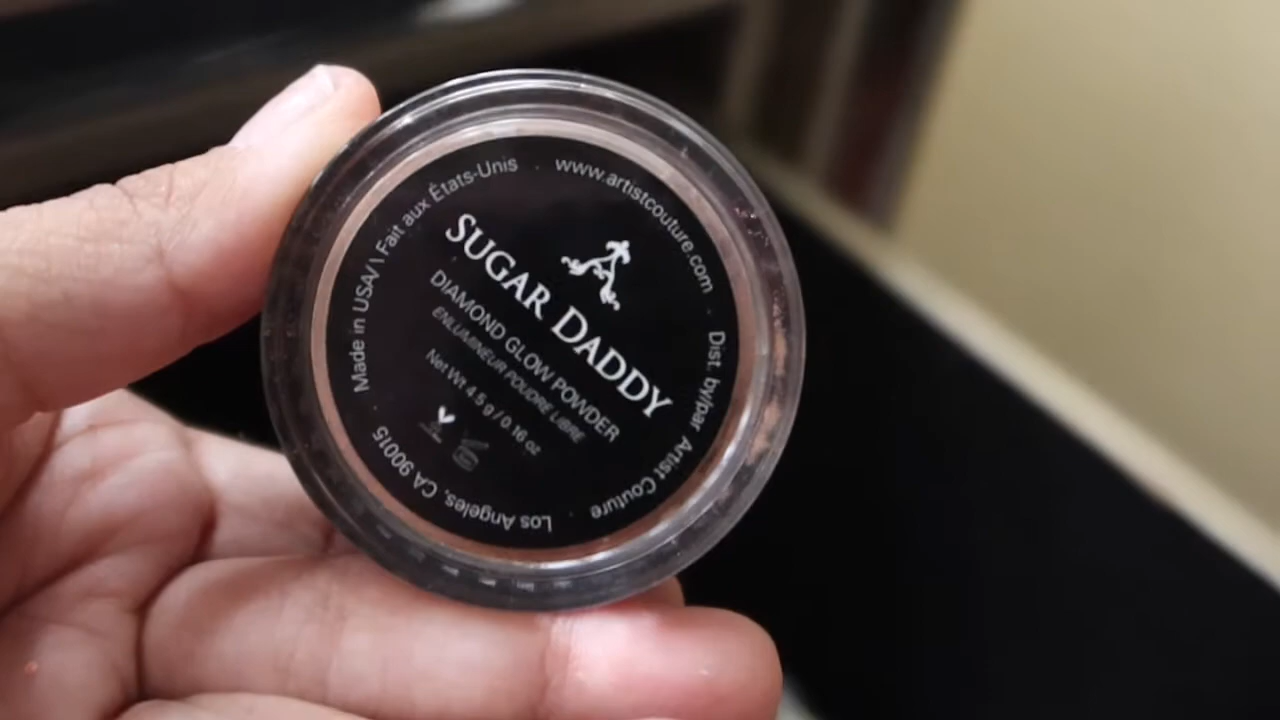 SUGAR DADDY
DIAMOND GLOW POWDER
ENLUMINEUR POUDRE LIBRE
Net Wt 4.5 g / 0.16 oz
Made in USA/ \ Fait aux États-Unis
www.artistcouture.com
Dist. by/par Artist Couture
Los Angeles, CA 90015